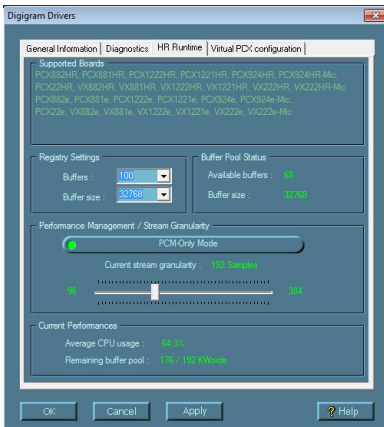 Digigram Drivers
General Information Diagnostics HR Runtime Virtual PCX configuration
Supported Boards
PCX882HR, PCX881HR, PCX1222HR, PCX1221HR, PCX924HR, PCX924HR-Mic,
PCX22HR, VX882HR, VX881HR, VX1222HR, VX1221HR, VX222HR, VX222HR-Mic
PCX882e, PCX881e, PCX1222e, PCX1221e, PCX924e, PCX924e-Mic,
PCX22e, VX882e, VX881e, VX1222e, VX1221e, VX222e, VX222e-Mic
Registry Settings
Buffers : 100
Buffer size : 32768
Buffer Pool Status
Available buffers : 68
Buffer size : 32768
Performance Management / Stream Granularity
PCM-Only Mode
Current stream granularity : 192 Samples
96 384
Current Performances
Average CPU usage : 64,3%
Remaining buffer pool : 176 / 192 KWords
OK Cancel Apply ? Help